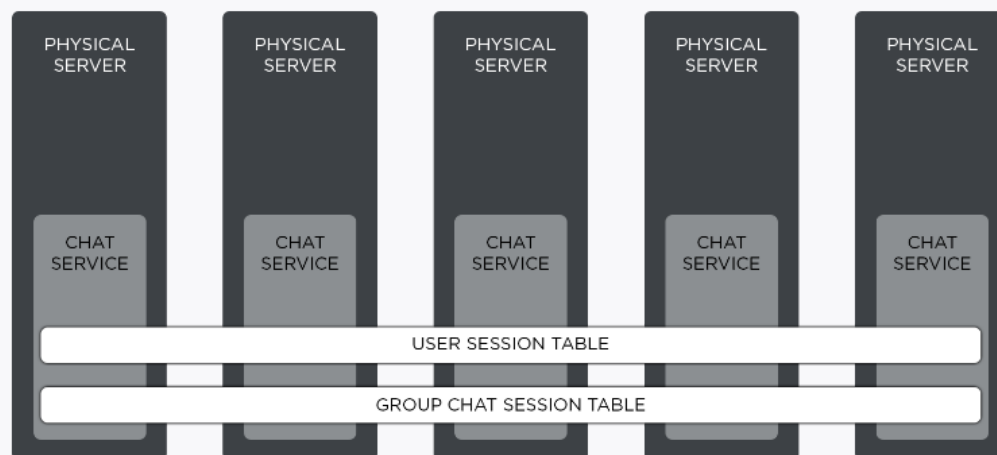 PHYSICAL
SERVER
PHYSICAL
SERVER
PHYSICAL
SERVER
PHYSICAL
SERVER
PHYSICAL
SERVER
CHAT
SERVICE
CHAT
SERVICE
CHAT
SERVICE
CHAT
SERVICE
CHAT
SERVICE
USER SESSION TABLE
GROUP CHAT SESSION TABLE